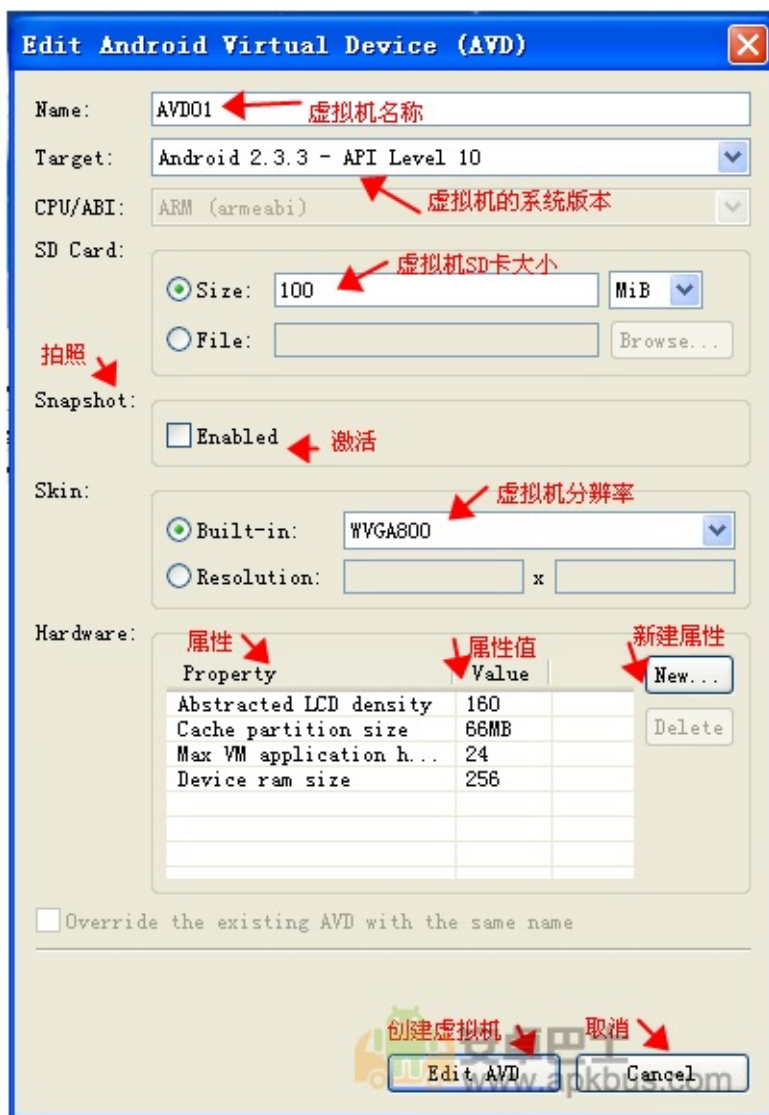 Edit Android Virtual Device (AVD)
Name: AVD01 虚拟机名称
Target: Android 2.3.3 - API Level 10
CPU/ABI: ARM (armeabi) 虚拟机的系统版本
SD Card:
虚拟机SD卡大小
Size: 100 MiB
File: Browse...
拍照
Snapshot:
Enabled 激活
Skin:
虚拟机分辨率
Built-in: WVGA800
Resolution: x
Hardware: 属性 属性值 新建属性
Property Value New...
Abstracted LCD density 160
Cache partition size 66MB Delete
Max VM application h... 24
Device ram size 256
Override the existing AVD with the same name
创建虚拟机 取消
安卓巴士
Edit AVD Cancel
www.apkbus.com